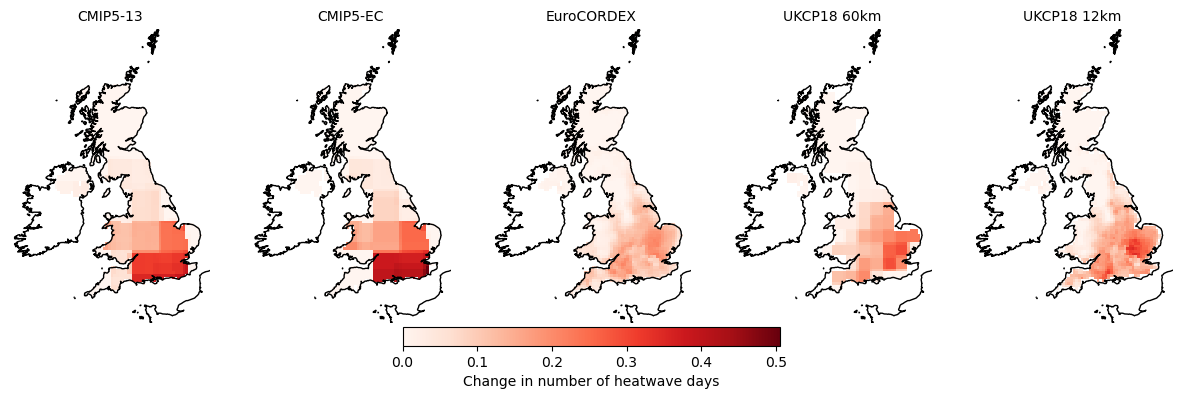 CMIP5-13
CMIP5-EC
EuroCORDEX
UKCP18 60km
UKCP18 12km
0.0 0.1 0.2 0.3 0.4 0.5
Change in number of heatwave days